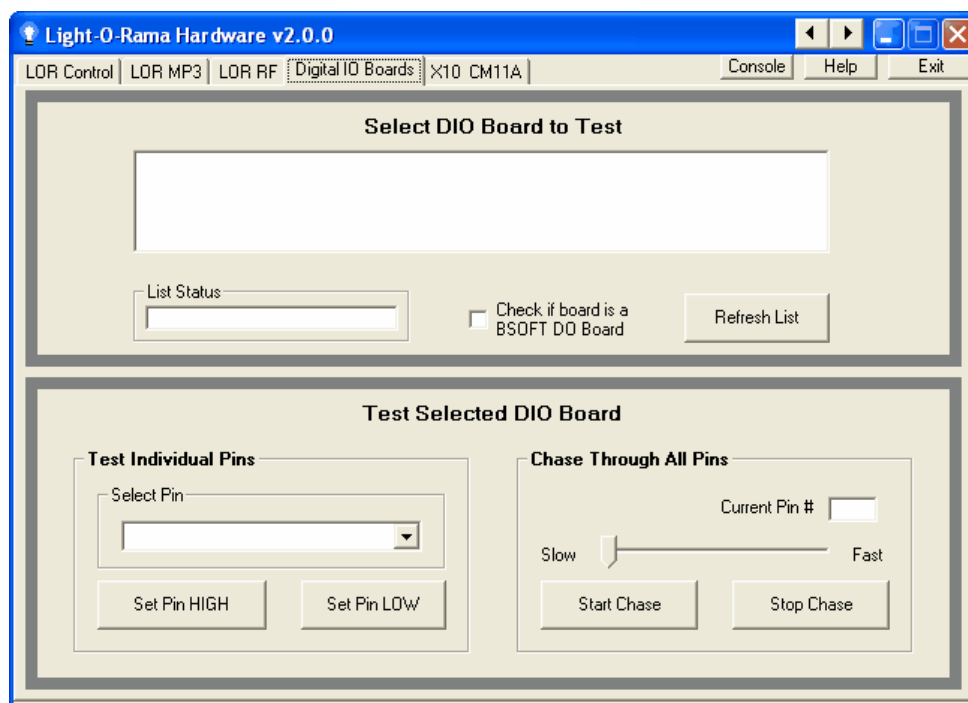 Light-O-Rama Hardware v2.0.0
LOR Control LOR MP3 LOR RF Digital IO Boards X10 CM11A Console Help Exit
Select DIO Board to Test
List Status
Check if board is a
BSOFT DO Board
Refresh List
Test Selected DIO Board
Test Individual Pins
Select Pin
Set Pin HIGH Set Pin LOW
Chase Through All Pins
Current Pin #
Slow Fast
Start Chase Stop Chase